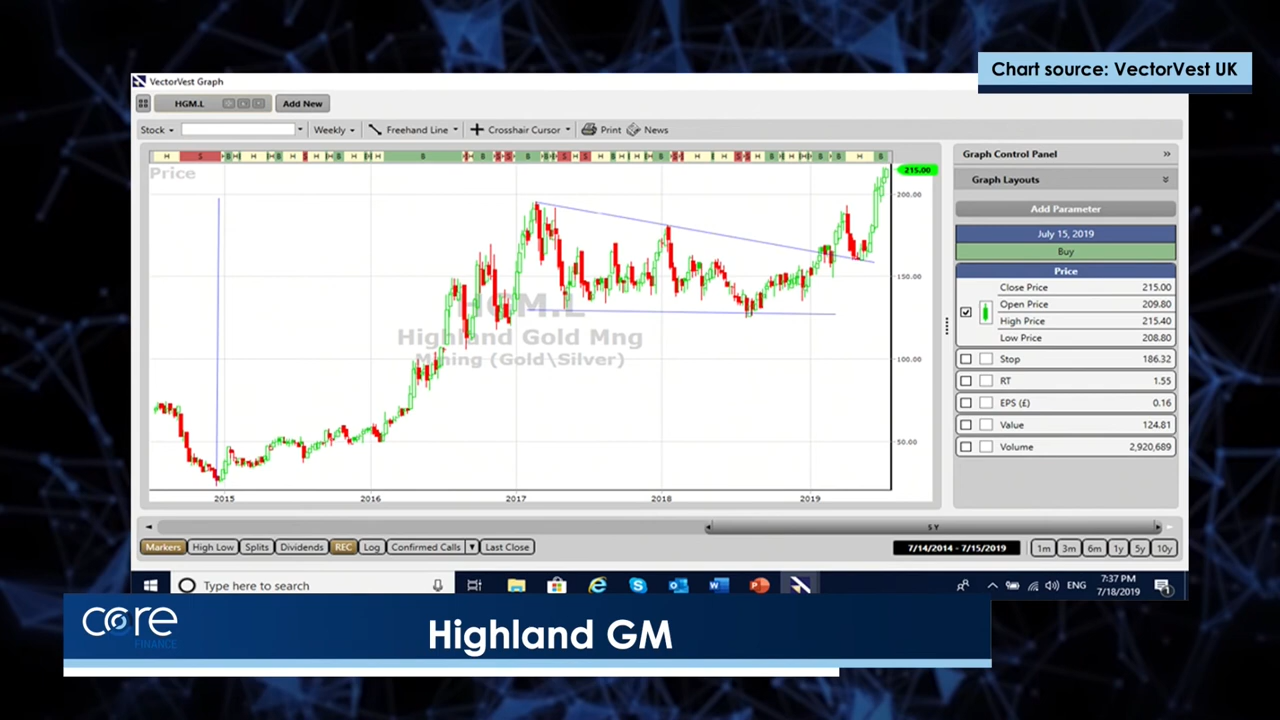 Chart source: VectorVest UK
VectorVest Graph
HGM.L
Add New
Stock
Weekly
Freehand Line
Crosshair Cursor
Print
News
Price
215.00
200.00
150.00
100.00
50.00
HGM.L
Highland Gold Mng
Mining (Gold\Silver)
2015 2016 2017 2018 2019
Graph Control Panel
Graph Layouts
Add Parameter
July 15, 2019
Buy
Price
Close Price 215.00
Open Price 209.80
High Price 215.40
Low Price 208.80
Stop 186.32
RT 1.55
EPS (£) 0.16
Value 124.81
Volume 2,920,689
5 Y
Markers High Low Splits Dividends REC Log Confirmed Calls Last Close
7/14/2014 - 7/15/2019 1m 3m 6m 1y 5y 10y
Type here to search
ENG
7:37 PM
7/18/2019
core
FINANCE
Highland GM